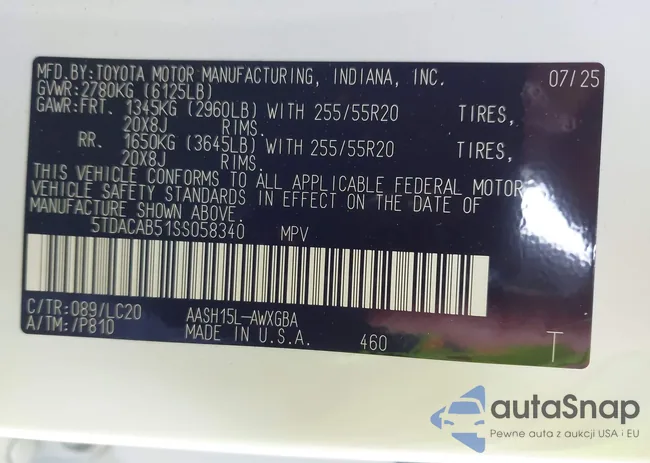 MFD.BY:TOYOTA MOTOR MANUFACTURING, INDIANA, INC. 07/25
GVWR:2780KG (6125LB)
GAWR:FRT. 1345KG (2960LB) WITH 255/55R20 TIRES,
20X8J RIMS.
RR. 1650KG (3645LB) WITH 255/55R20 TIRES,
20X8J RIMS.
THIS VEHICLE CONFORMS TO ALL APPLICABLE FEDERAL MOTOR
VEHICLE SAFETY STANDARDS IN EFFECT ON THE DATE OF
MANUFACTURE SHOWN ABOVE.
5TDACAB51SS058340 MPV
C/TR:089/LC20 AASH15L-AWXGBA
A/TM:/P810 MADE IN U.S.A. 460 T
autaSnap
Pewne auta z aukcji USA i EU